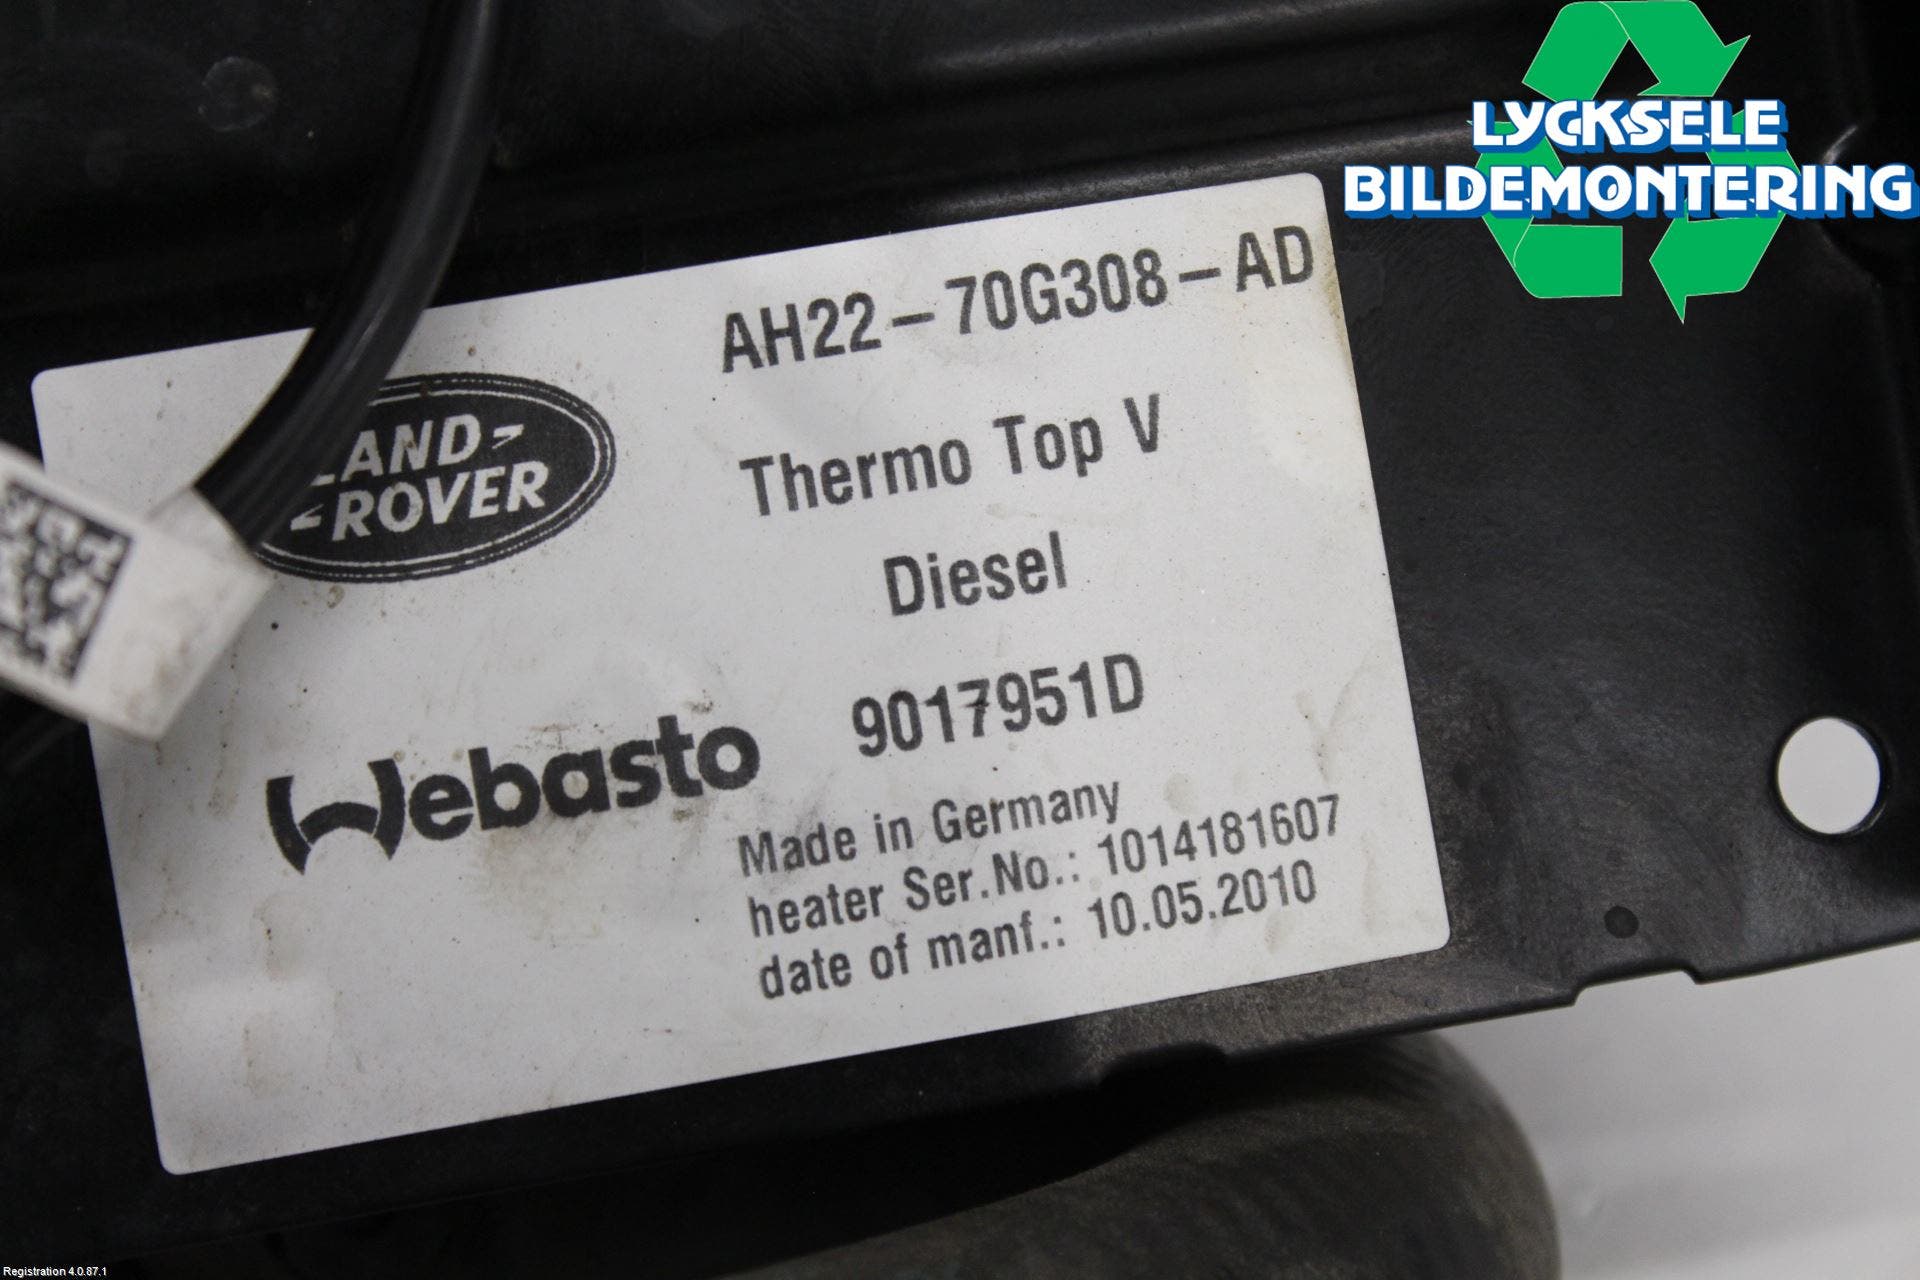 LYCKSELE
BILDEMONTERING
AH22-70G308-AD
LAND
ROVER
Thermo Top V
Diesel
Webasto 9017951D
Made in Germany
heater Ser.No.: 1014181607
date of manf.: 10.05.2010
Registration 4.0.87.1